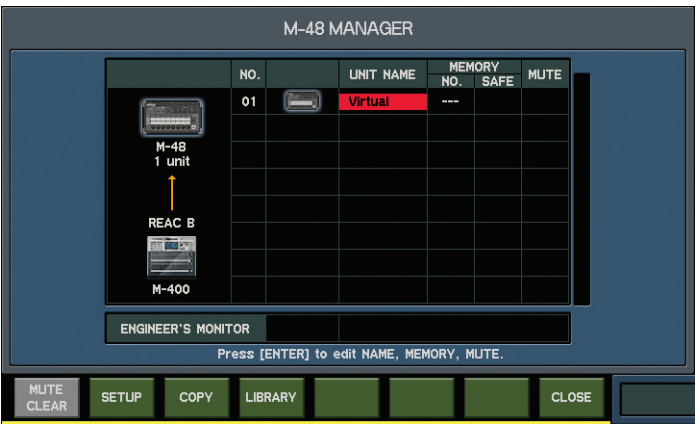 M-48 MANAGER
NO.
UNIT NAME
MEMORY
NO.
SAFE
MUTE
01
Virtual
---
M-48
1 unit
REAC B
M-400
ENGINEER'S MONITOR
Press [ENTER] to edit NAME, MEMORY, MUTE.
MUTE
CLEAR
SETUP
COPY
LIBRARY
CLOSE